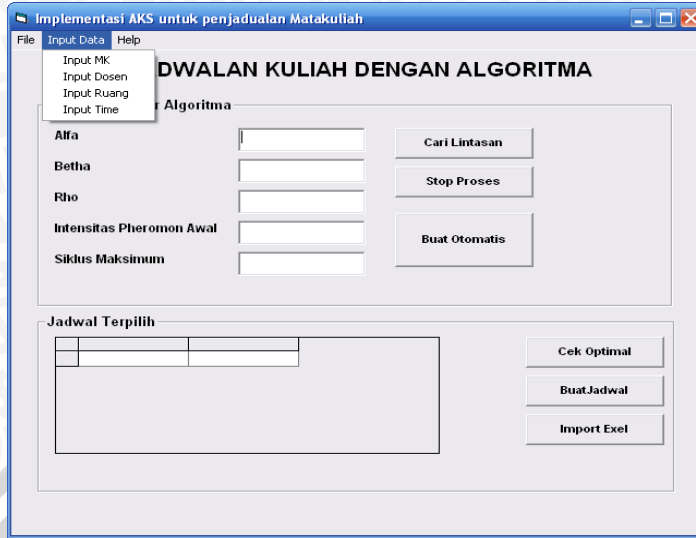 Implementasi AKS untuk penjadualan Matakuliah
File Input Data Help
Input MK
Input Dosen
Input Ruang
Input Time
DWALAN KULIAH DENGAN ALGORITMA
Algoritma
Alfa
Betha
Rho
Intensitas Pheromon Awal
Siklus Maksimum
Cari Lintasan
Stop Proses
Buat Otomatis
Jadwal Terpilih
Cek Optimal
BuatJadwal
Import Exel